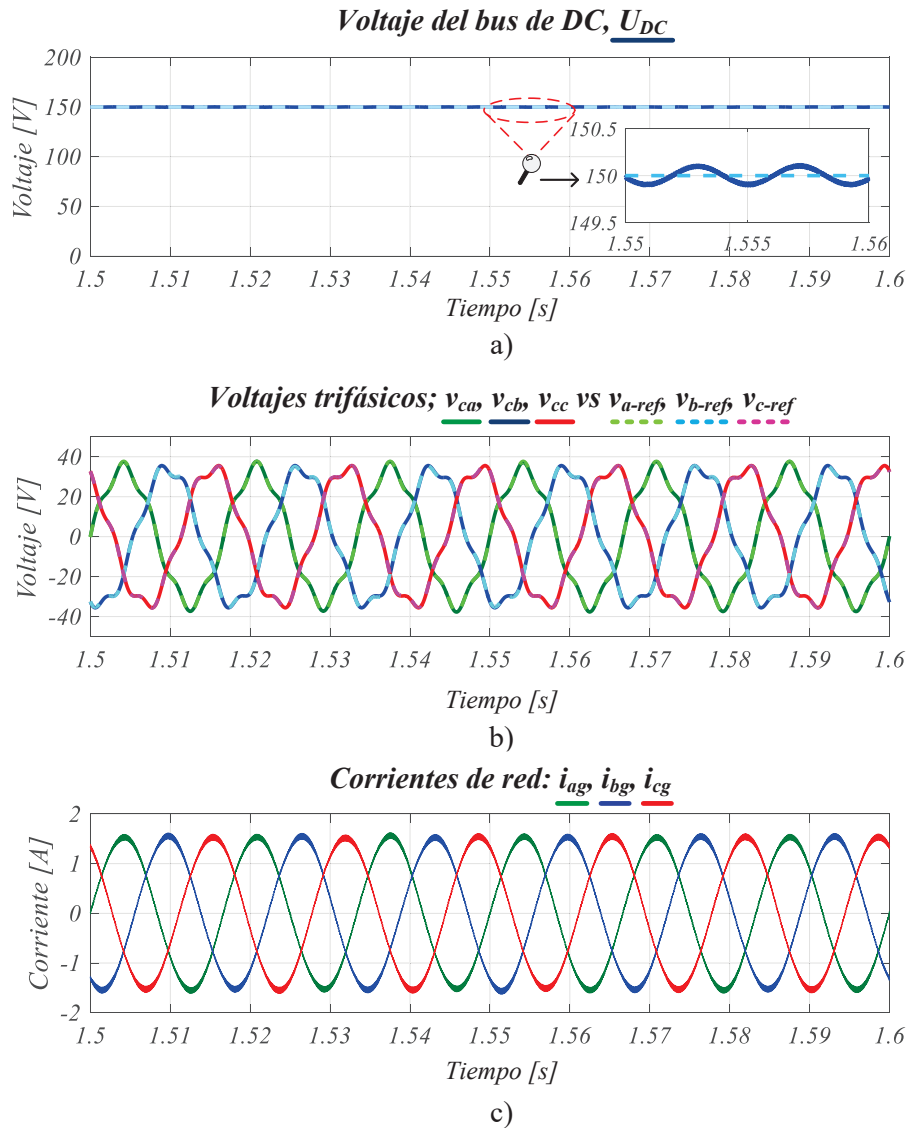 Voltaje del bus de DC, U_DC
200
150
100
50
0
Voltaje [V]
150.5
150
149.5
1.55 1.555 1.56
1.5 1.51 1.52 1.53 1.54 1.55 1.56 1.57 1.58 1.59 1.6
Tiempo [s]
a)
Voltajes trifásicos; v_ca, v_cb, v_cc vs v_a-ref, v_b-ref, v_c-ref
40
20
0
-20
-40
Voltaje [V]
1.5 1.51 1.52 1.53 1.54 1.55 1.56 1.57 1.58 1.59 1.6
Tiempo [s]
b)
Corrientes de red: i_ag, i_bg, i_cg
2
1
0
-1
-2
Corriente [A]
1.5 1.51 1.52 1.53 1.54 1.55 1.56 1.57 1.58 1.59 1.6
Tiempo [s]
c)